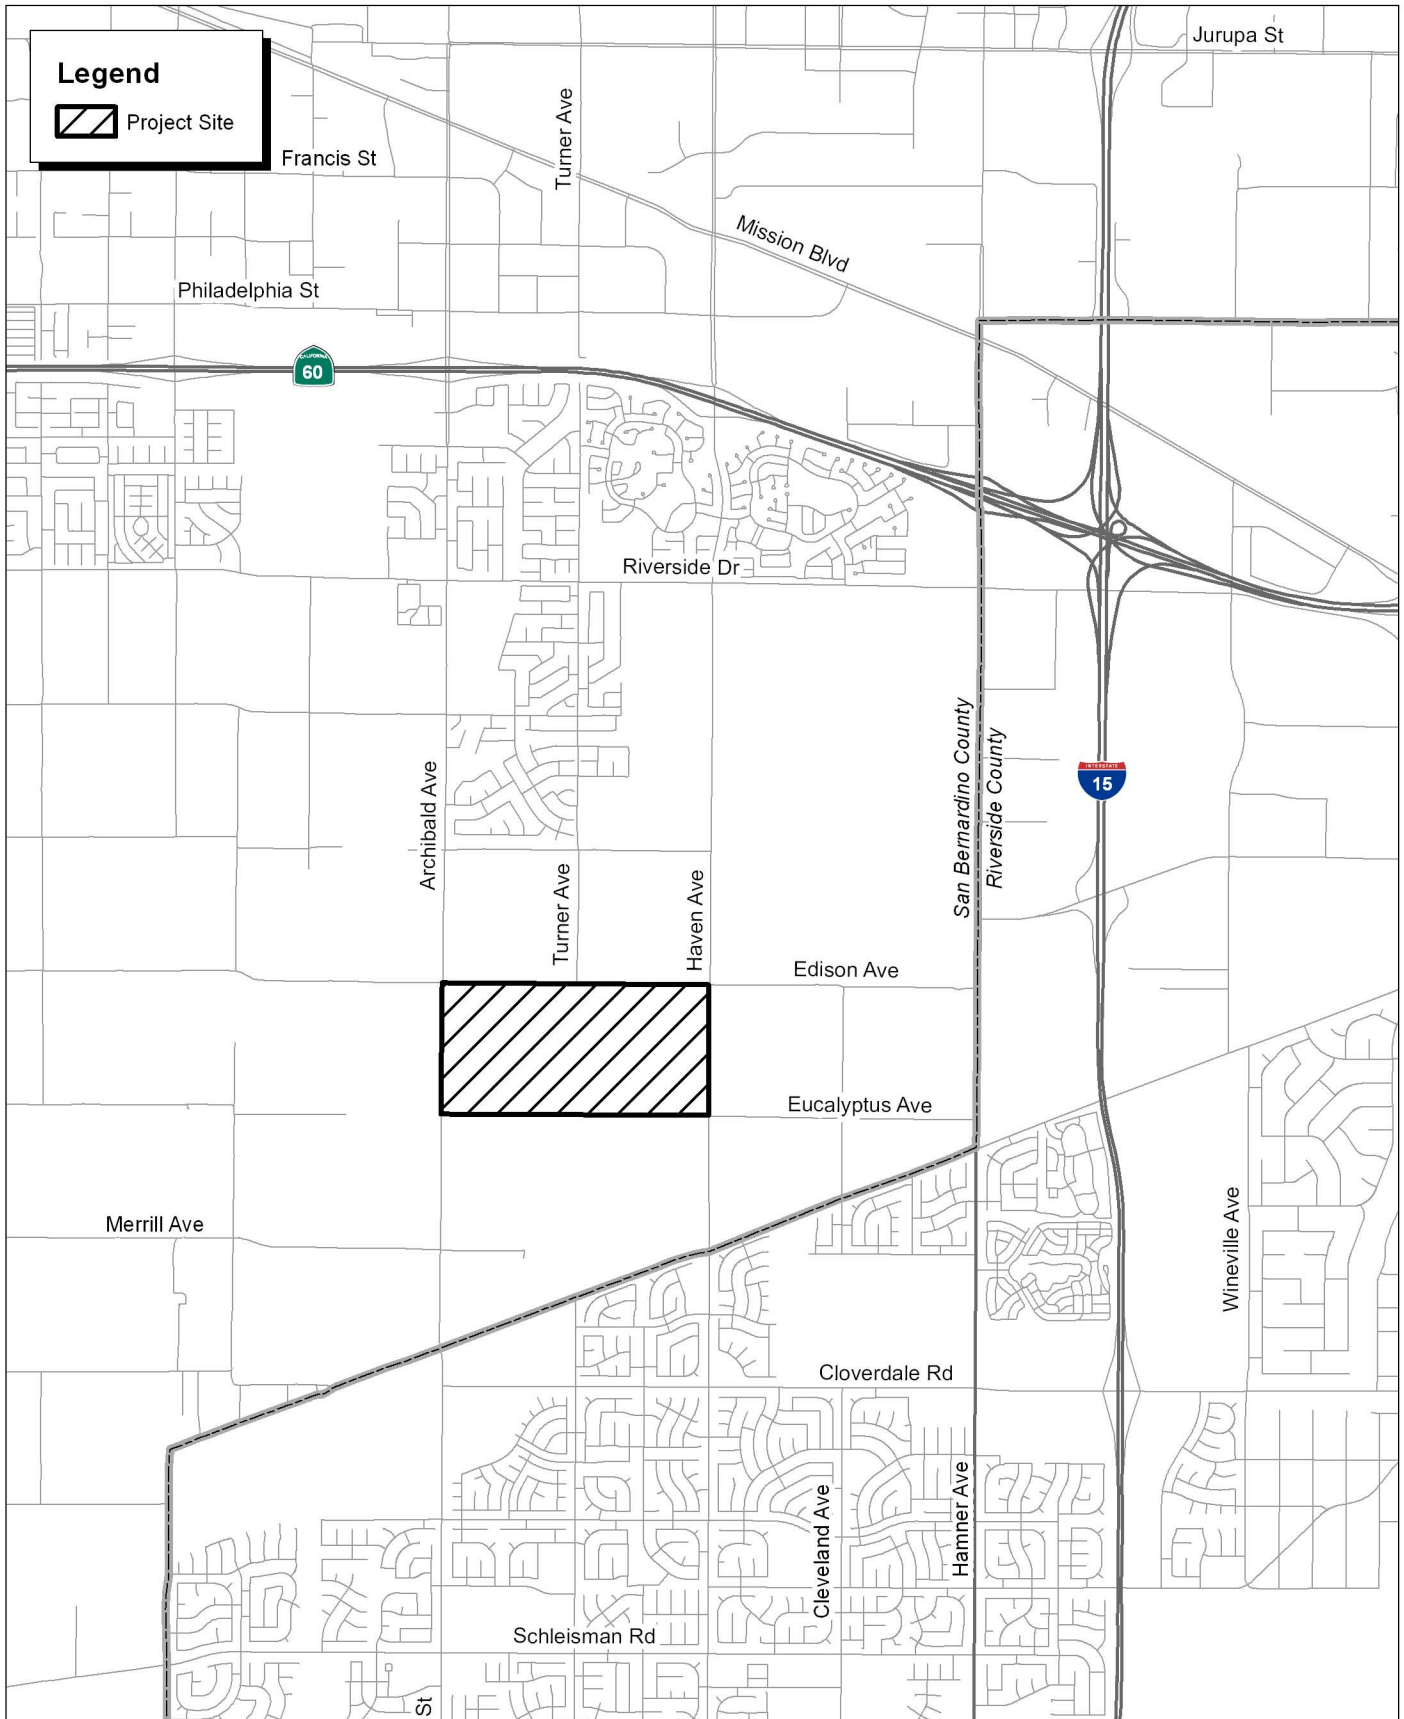 Jurupa St
Legend
Project Site
Turner Ave
Francis St
Mission Blvd
Philadelphia St
CALIFORNIA
60
Riverside Dr
San Bernardino County
Riverside County
Archibald Ave
INTERSTATE
15
Turner Ave
Haven Ave
Edison Ave
Eucalyptus Ave
Merrill Ave
Wineville Ave
Cloverdale Rd
Cleveland Ave
Hamner Ave
Schleisman Rd
St